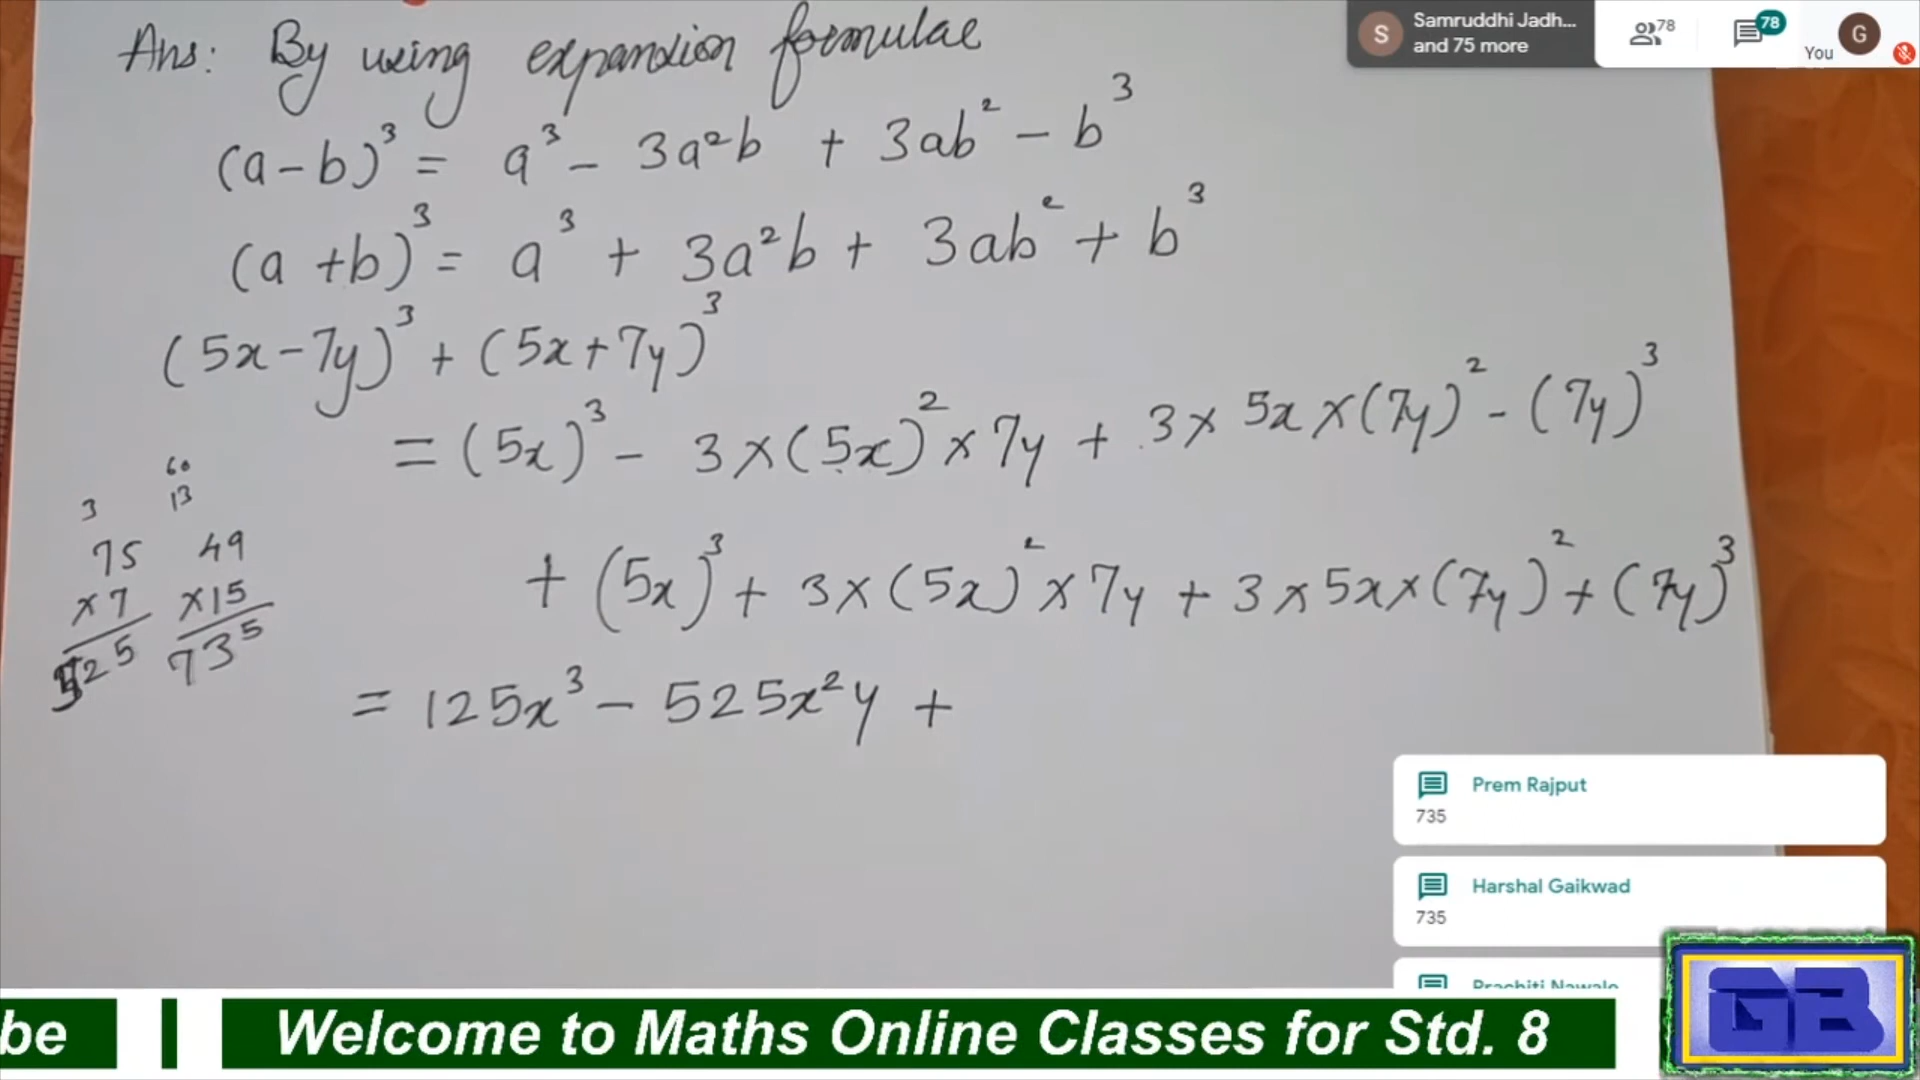 Ans: By using expansion formulae
(a-b)³ = a³ - 3a²b + 3ab² - b³
(a+b)³ = a³ + 3a²b + 3ab² + b³
(5x-7y)³ + (5x+7y)³
= (5x)³ - 3×(5x)²×7y + 3×5x×(7y)² - (7y)³
+ (5x)³ + 3×(5x)²×7y + 3×5x×(7y)² + (7y)³
= 125x³ - 525x²y +
3
75
×7
525
60
13
49
×15
735
S
Samruddhi Jadh...
and 75 more
78
78
You
G
Prem Rajput
735
Harshal Gaikwad
735
Prachiti Nawale
be | Welcome to Maths Online Classes for Std. 8
GB